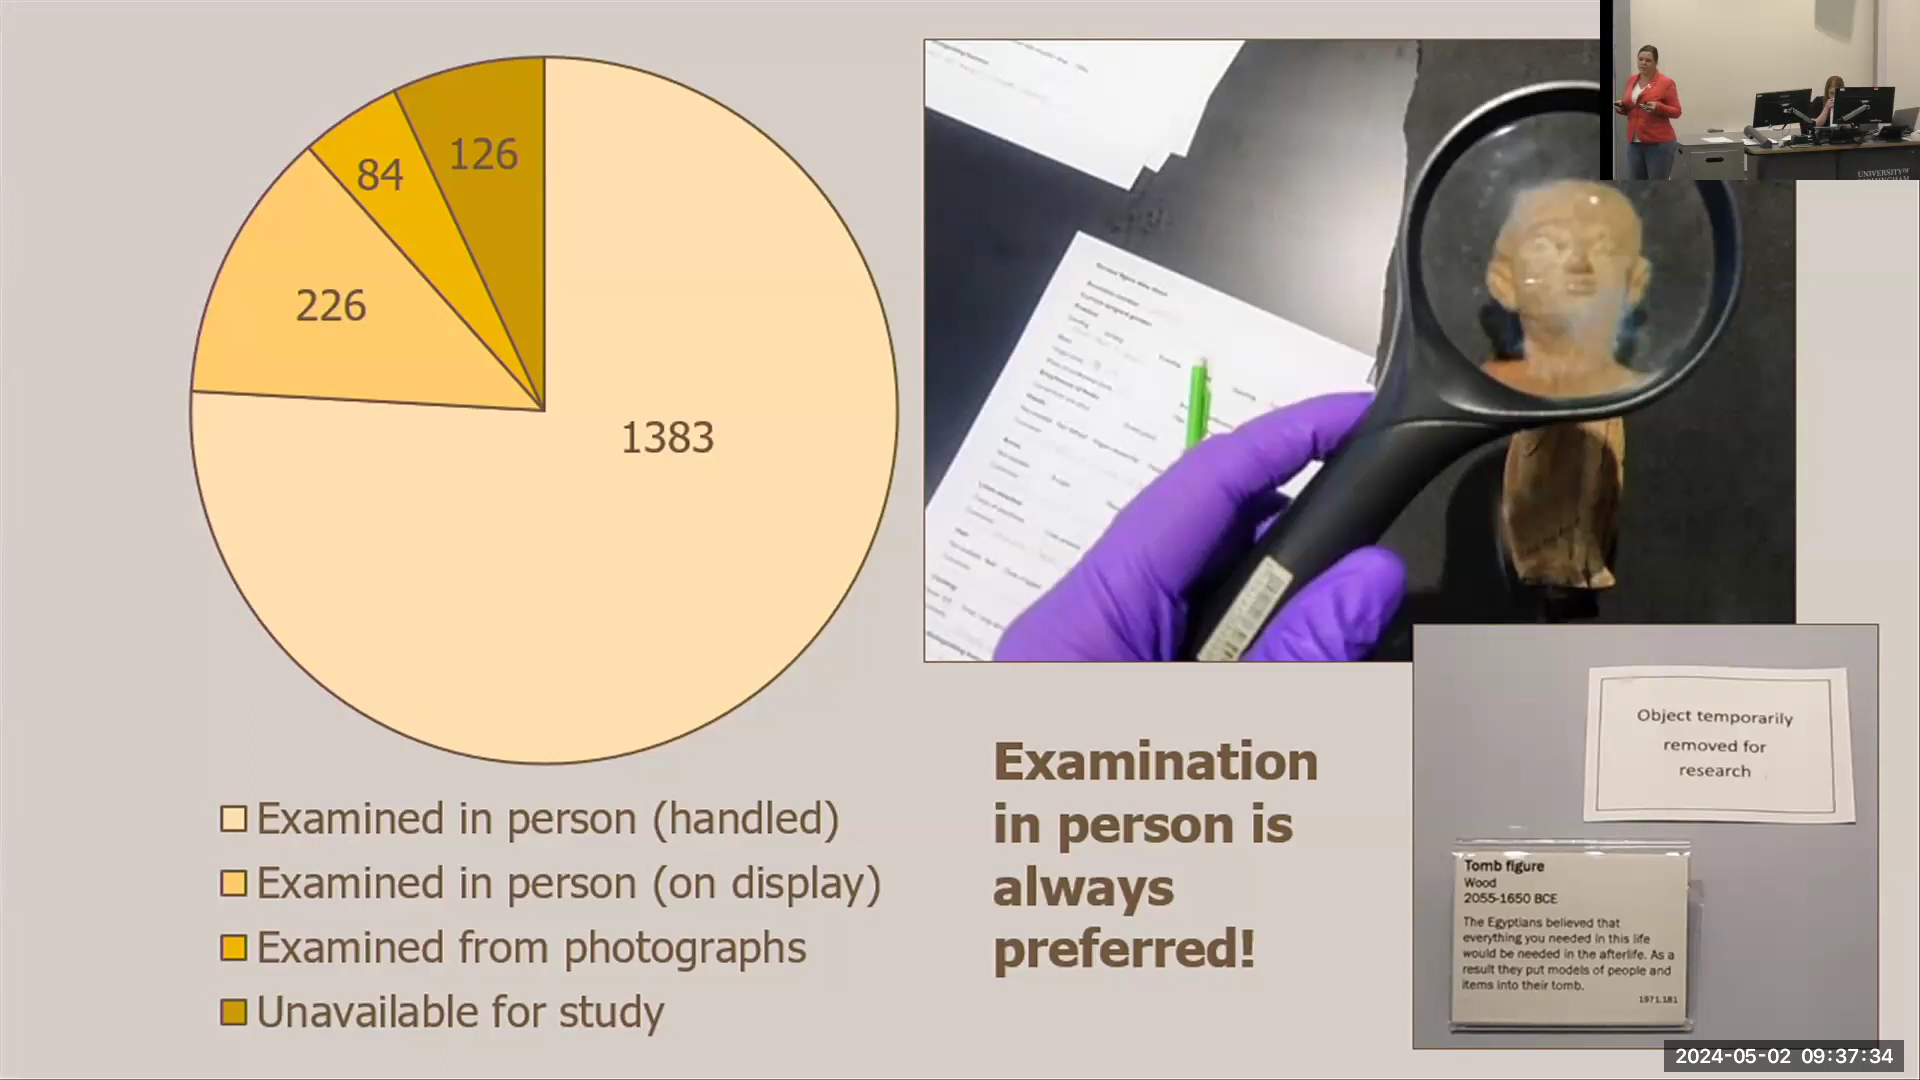 126
84
226
1383
Examined in person (handled)
Examined in person (on display)
Examined from photographs
Unavailable for study
Examination
in person is
always
preferred!
Object temporarily
removed for
research
Tomb figure
Wood
2055-1650 BCE
The Egyptians believed that
everything you needed in this life
would be needed in the afterlife. As a
result they put models of people and
items into their tomb.
1971.181
UNIVERSITY OF
BIRMINGHAM
2024-05-02 09:37:34